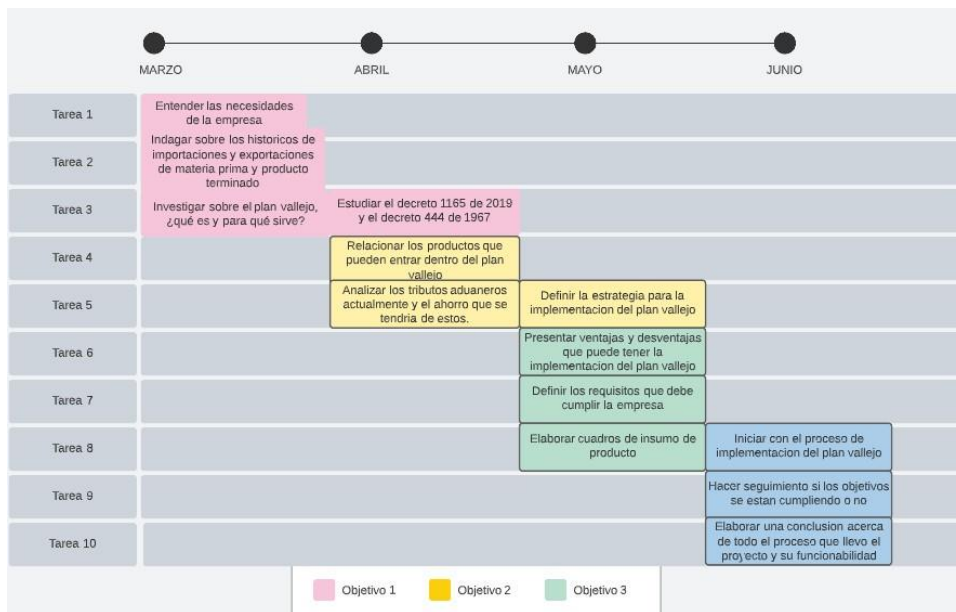 MARZO
ABRIL
MAYO
JUNIO
Tarea 1
Entender las necesidades
de la empresa
Tarea 2
Indagar sobre los historicos de
importaciones y exportaciones
de materia prima y producto
terminado
Tarea 3
Investigar sobre el plan vallejo,
¿qué es y para qué sirve?
Estudiar el decreto 1165 de 2019
y el decreto 444 de 1967
Tarea 4
Relacionar los productos que
pueden entrar dentro del plan
vallejo
Tarea 5
Analizar los tributos aduaneros
actualmente y el ahorro que se
tendria de estos.
Definir la estrategia para la
implementacion del plan vallejo
Tarea 6
Presentar ventajas y desventajas
que puede tener la
implementacion del plan vallejo
Tarea 7
Definir los requisitos que debe
cumplir la empresa
Tarea 8
Elaborar cuadros de insumo de
producto
Iniciar con el proceso de
implementacion del plan vallejo
Tarea 9
Hacer seguimiento si los objetivos
se estan cumpliendo o no
Tarea 10
Elaborar una conclusion acerca
de todo el proceso que llevo el
proyecto y su funcionabilidad
Objetivo 1
Objetivo 2
Objetivo 3